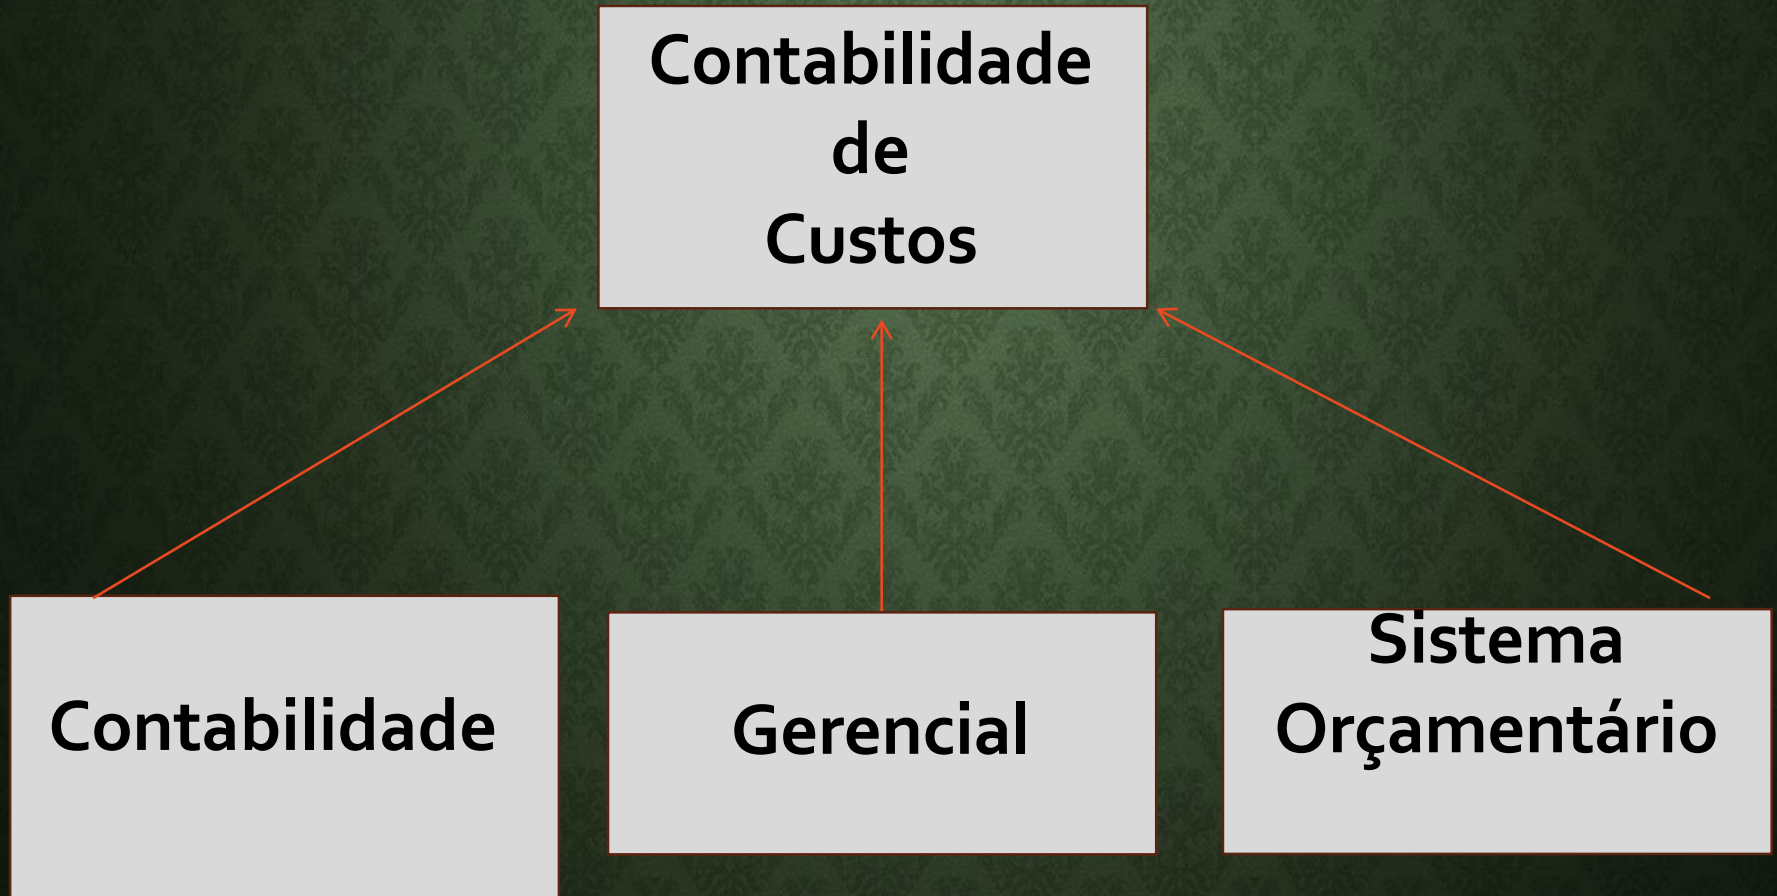 Contabilidade
de
Custos
Contabilidade
Gerencial
Sistema
Orçamentário